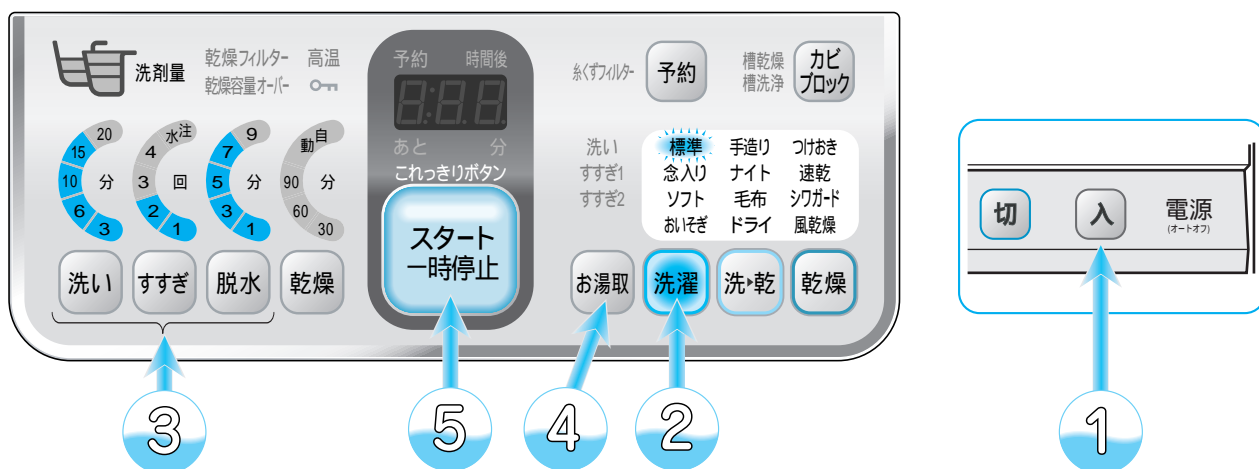 洗剤量
乾燥フィルター 高温
乾燥容量オーバー
20
15
10 分
6
3
水注
4
3 回
2
1
9
7
5 分
3
1
自動
90 分
60
30
洗い
すすぎ
脱水
乾燥
予約 時間後
8:88
あと 分
これっきりボタン
スタート
一時停止
糸くずフィルター
予約
槽乾燥
槽洗浄
カビ
ブロック
洗い
すすぎ1
すすぎ2
標準 手造り つけおき
念入り ナイト 速乾
ソフト 毛布 シワガード
おいそぎ ドライ 風乾燥
お湯取
洗濯
洗▸乾
乾燥
3
5
4
2
切
入
電源
(オートオフ)
1